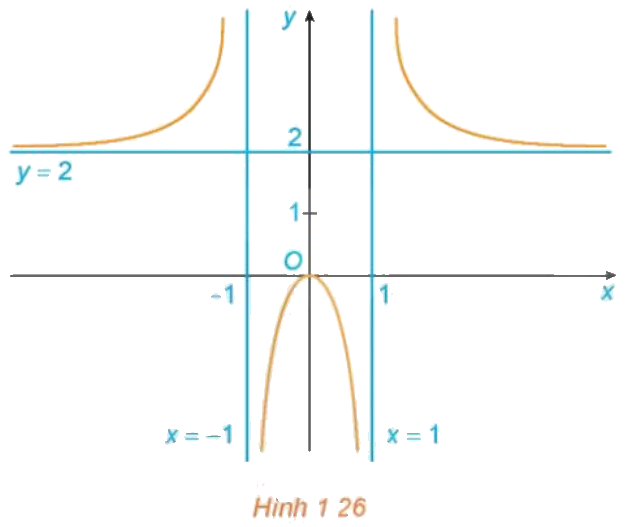 y
2
y = 2
1
O
-1
1
x
x = -1
x = 1
Hình 1 26